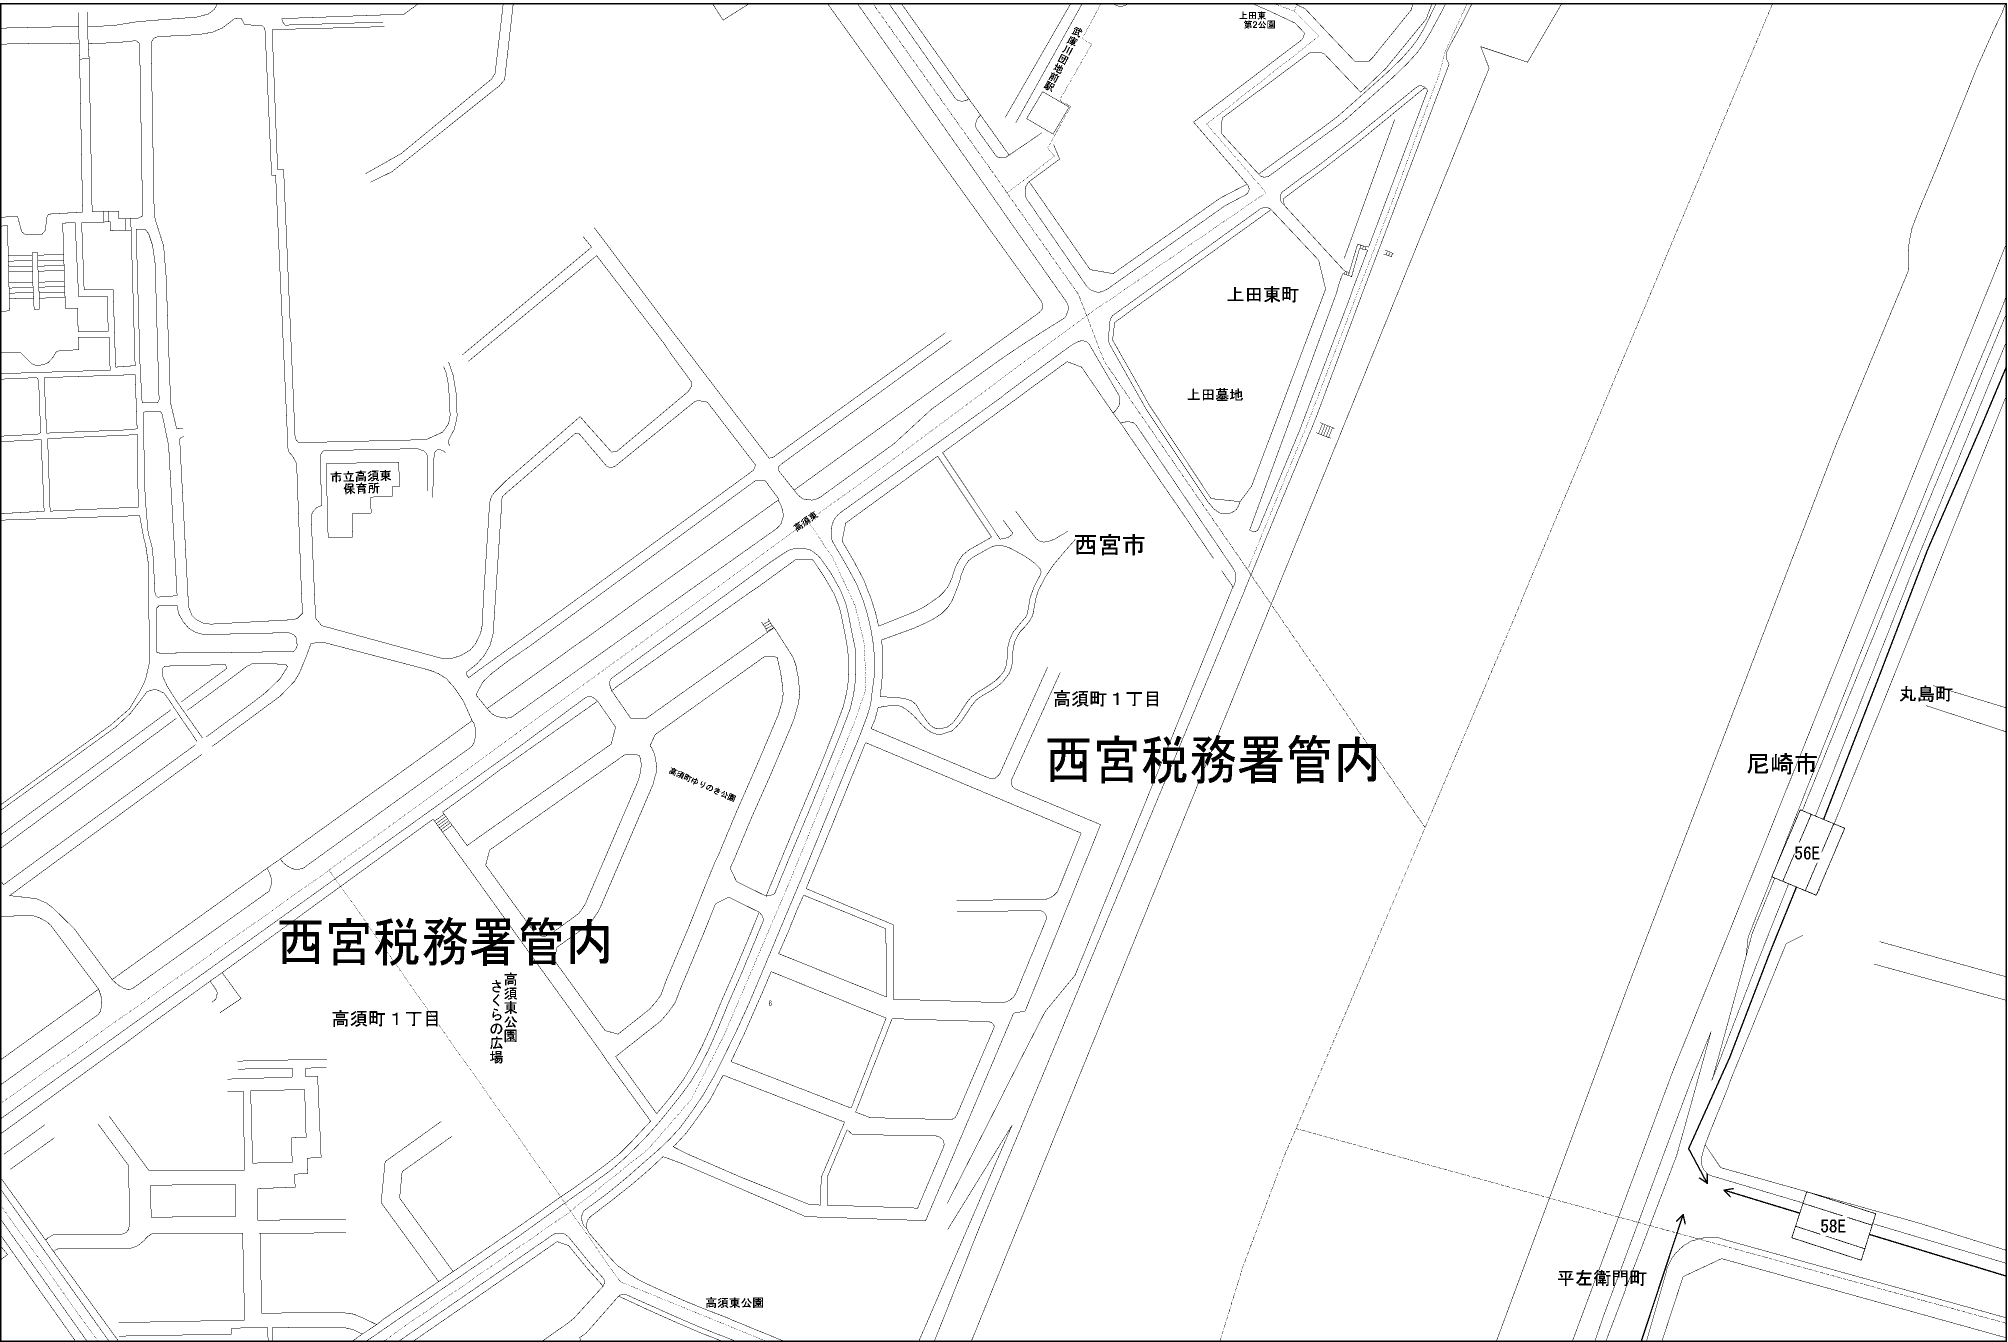 上田東
第2公園
武庫川団地前駅
上田東町
上田墓地
市立高須東
保育所
高須東
西宮市
高須町１丁目
丸島町
西宮税務署管内
尼崎市
高須町ゆりのき公園
56E
西宮税務署管内
高須東公園
さくらの広場
6
高須町１丁目
58E
平左衛門町
高須東公園